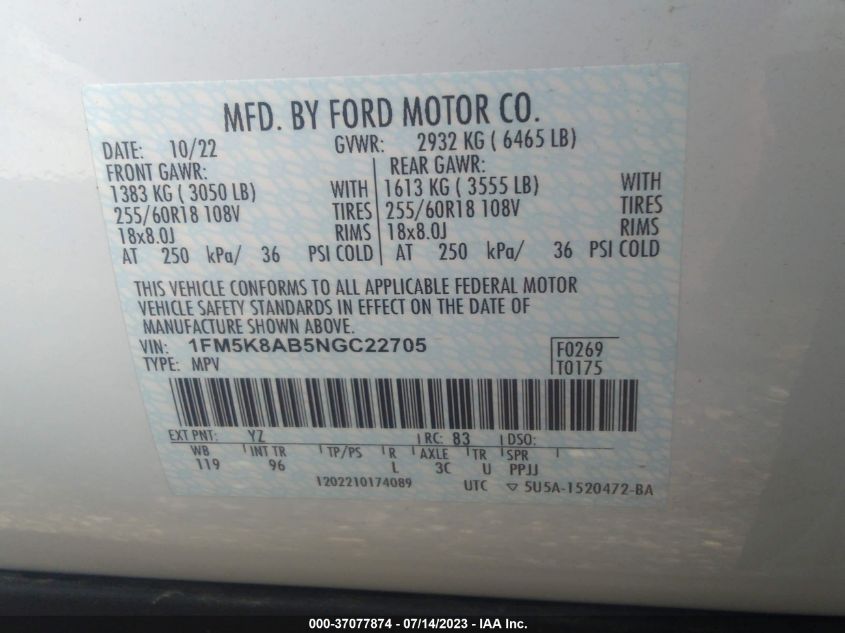 MFD. BY FORD MOTOR CO.
DATE: 10/22 GVWR: 2932 KG ( 6465 LB)
FRONT GAWR: REAR GAWR:
1383 KG ( 3050 LB) WITH 1613 KG ( 3555 LB) WITH
255/60R18 108V TIRES 255/60R18 108V TIRES
18x8.0J RIMS 18x8.0J RIMS
AT 250 kPa/ 36 PSI COLD AT 250 kPa/ 36 PSI COLD
THIS VEHICLE CONFORMS TO ALL APPLICABLE FEDERAL MOTOR
VEHICLE SAFETY STANDARDS IN EFFECT ON THE DATE OF
MANUFACTURE SHOWN ABOVE.
VIN: 1FM5K8AB5NGC22705 F0269
TYPE: MPV T0175
EXT PNT: YZ RC: 83 DSO:
WB INT TR TP/PS R AXLE TR SPR
119 96 L 3C U PPJJ
1202210174089 UTC ▽ 5U5A-1520472-BA
000-37077874 / 07/14/2023 - IAA Inc.